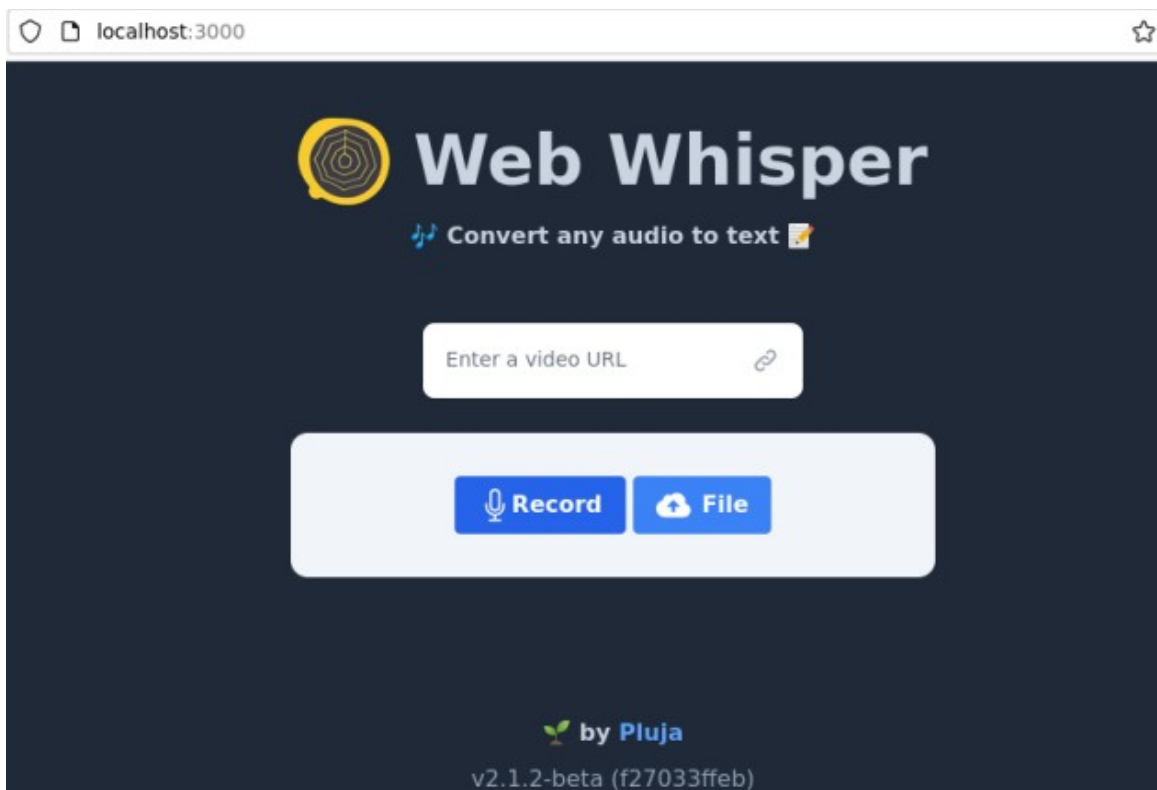 localhost:3000
Web Whisper
🎶 Convert any audio to text 📝
Enter a video URL
Record
File
🌱 by Pluja
v2.1.2-beta (f27033ffeb)